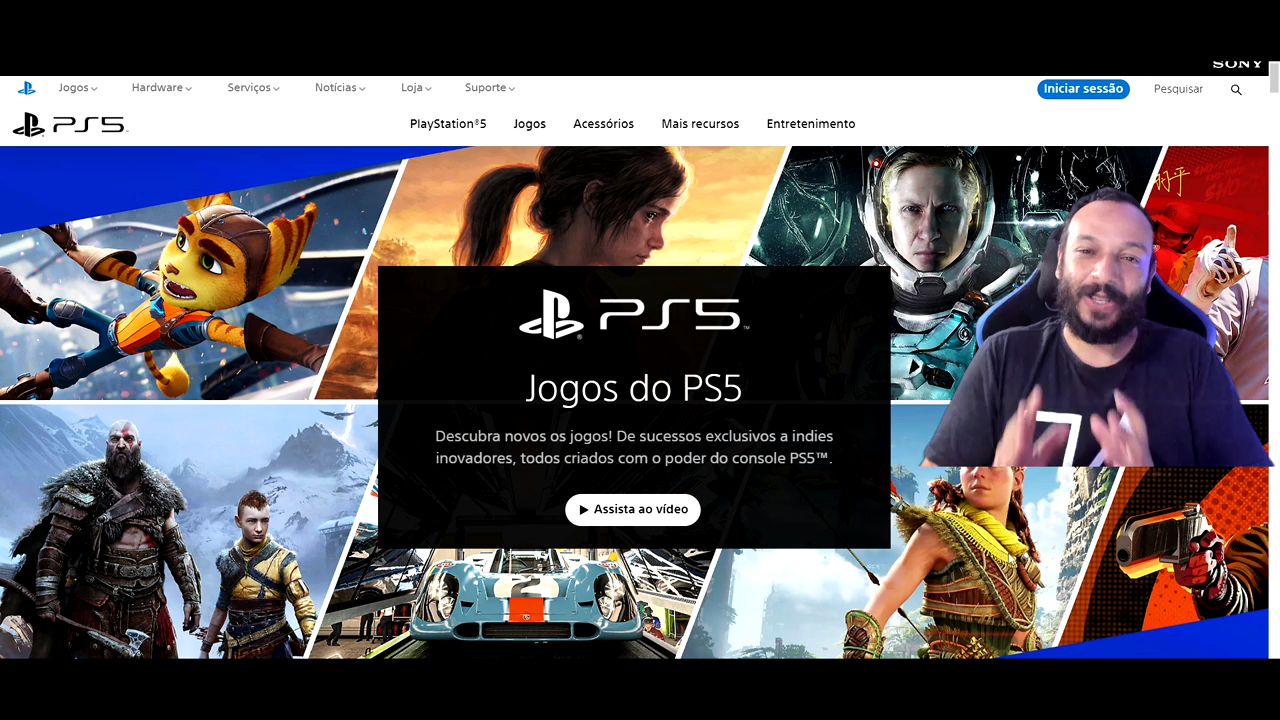 SONY
Jogos
Hardware
Serviços
Notícias
Loja
Suporte
Iniciar sessão
Pesquisar
PS5
PlayStation®5
Jogos
Acessórios
Mais recursos
Entretenimento
PS5™
Jogos do PS5
Descubra novos os jogos! De sucessos exclusivos a indies
inovadores, todos criados com o poder do console PS5™.
Assista ao vídeo
2